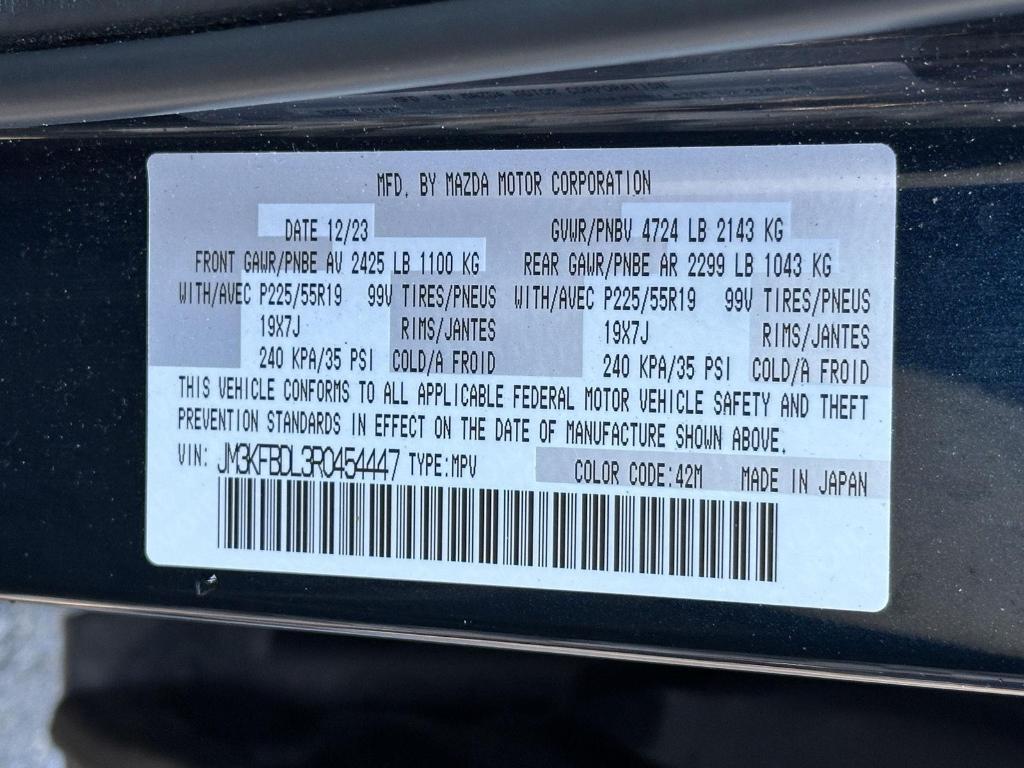 MFD. BY MAZDA MOTOR CORPORATION
DATE 12/23 GVWR/PNBV 4724 LB 2143 KG
FRONT GAWR/PNBE AV 2425 LB 1100 KG REAR GAWR/PNBE AR 2299 LB 1043 KG
WITH/AVEC P225/55R19 99V TIRES/PNEUS WITH/AVEC P225/55R19 99V TIRES/PNEUS
19X7J RIMS/JANTES 19X7J RIMS/JANTES
240 KPA/35 PSI COLD/A FROID 240 KPA/35 PSI COLD/A FROID
THIS VEHICLE CONFORMS TO ALL APPLICABLE FEDERAL MOTOR VEHICLE SAFETY AND THEFT
PREVENTION STANDARDS IN EFFECT ON THE DATE OF MANUFACTURE SHOWN ABOVE.
VIN: JM3KFBDL3R0454447 TYPE:MPV COLOR CODE:42M MADE IN JAPAN